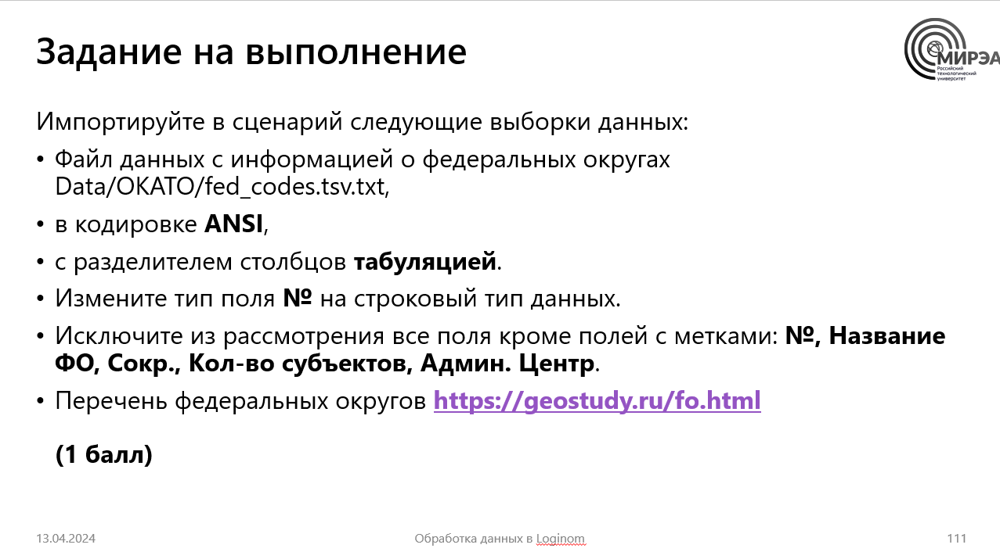 Задание на выполнение
МИРЭА
Российский
технологический
университет
Импортируйте в сценарий следующие выборки данных:
• Файл данных с информацией о федеральных округах
Data/OKATO/fed_codes.tsv.txt,
• в кодировке ANSI,
• с разделителем столбцов табуляцией.
• Измените тип поля № на строковый тип данных.
• Исключите из рассмотрения все поля кроме полей с метками: №, Название
ФО, Сокр., Кол-во субъектов, Админ. Центр.
• Перечень федеральных округов https://geostudy.ru/fo.html
(1 балл)
13.04.2024
Обработка данных в Loginom
111